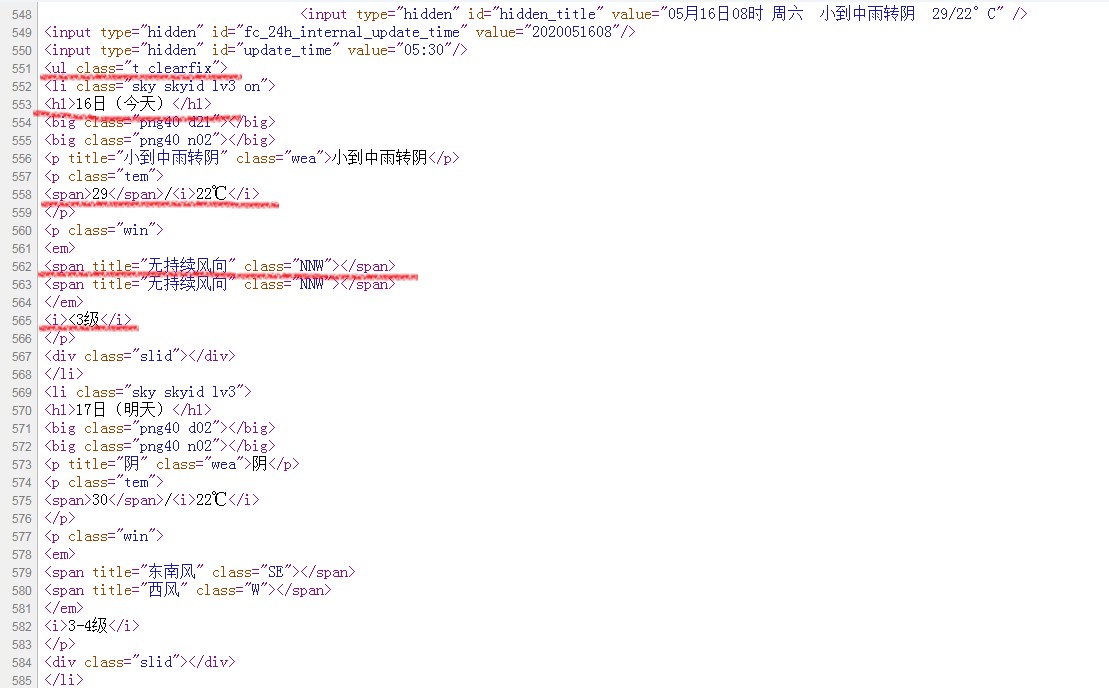 548 <input type="hidden" id="hidden_title" value="05月16日08时 周六  小到中雨转阴  29/22°C" />
549 <input type="hidden" id="fc_24h_internal_update_time" value="2020051608"/>
550 <input type="hidden" id="update_time" value="05:30"/>
551 <ul class="t clearfix">
552 <li class="sky skyid lv3 on">
553 <h1>16日（今天）</h1>
554 <big class="png40 d21"></big>
555 <big class="png40 n02"></big>
556 <p title="小到中雨转阴" class="wea">小到中雨转阴</p>
557 <p class="tem">
558 <span>29</span>/<i>22℃</i>
559 </p>
560 <p class="win">
561 <em>
562 <span title="无持续风向" class="NNW"></span>
563 <span title="无持续风向" class="NNW"></span>
564 </em>
565 <i><3级</i>
566 </p>
567 <div class="slid"></div>
568 </li>
569 <li class="sky skyid lv3">
570 <h1>17日（明天）</h1>
571 <big class="png40 d02"></big>
572 <big class="png40 n02"></big>
573 <p title="阴" class="wea">阴</p>
574 <p class="tem">
575 <span>30</span>/<i>22℃</i>
576 </p>
577 <p class="win">
578 <em>
579 <span title="东南风" class="SE"></span>
580 <span title="西风" class="W"></span>
581 </em>
582 <i>3-4级</i>
583 </p>
584 <div class="slid"></div>
585 </li>